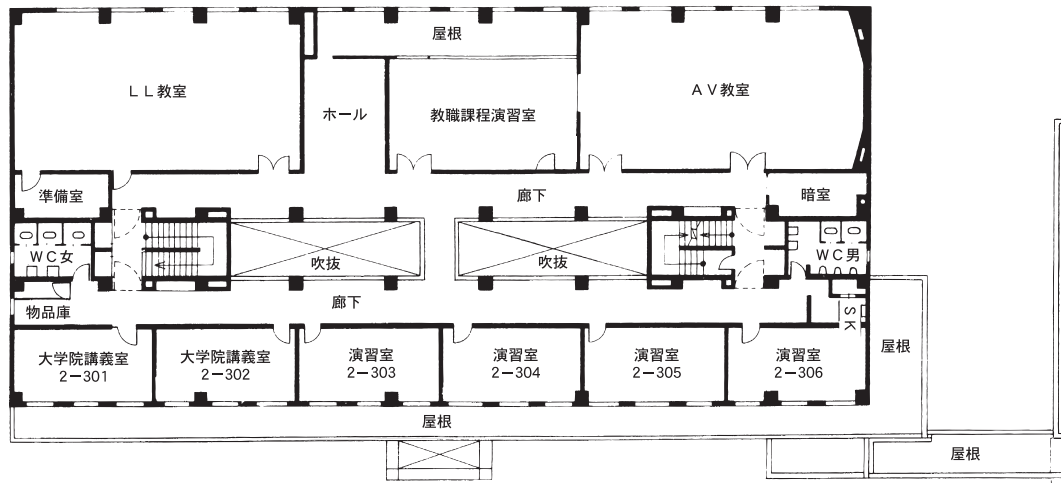 屋根
LL教室
ホール
教職課程演習室
AV教室
準備室
廊下
暗室
WC女
吹抜
吹抜
WC男
物品庫
廊下
SK
大学院講義室
2-301
大学院講義室
2-302
演習室
2-303
演習室
2-304
演習室
2-305
演習室
2-306
屋根
屋根
屋根